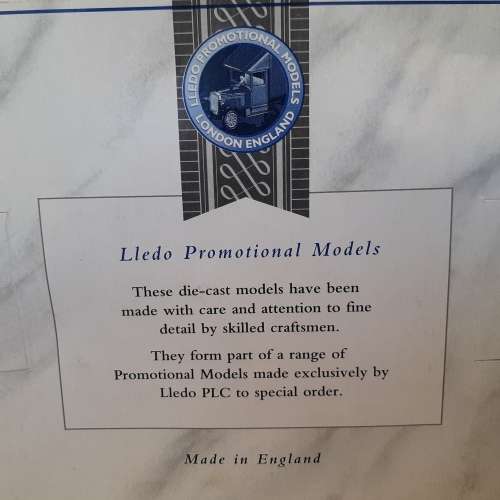 LLEDO PROMOTIONAL MODELS
LONDON ENGLAND
Lledo Promotional Models
These die-cast models have been
made with care and attention to fine
detail by skilled craftsmen.
They form part of a range of
Promotional Models made exclusively by
Lledo PLC to special order.
Made in England